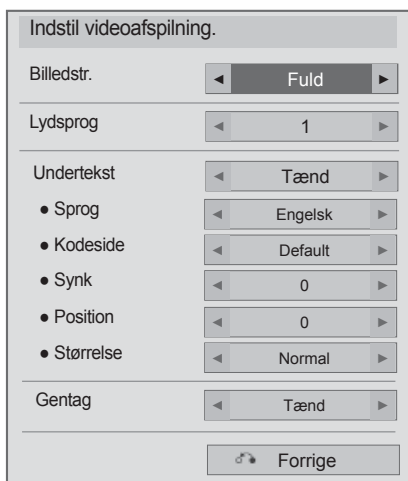 Indstil videoafspilning.
Billedstr. ◄ Fuld ►
Lydsprog ◄ 1 ►
Undertekst ◄ Tænd ►
● Sprog ◄ Engelsk ►
● Kodeside ◄ Default ►
● Synk ◄ 0 ►
● Position ◄ 0 ►
● Størrelse ◄ Normal ►
Gentag ◄ Tænd ►
Forrige